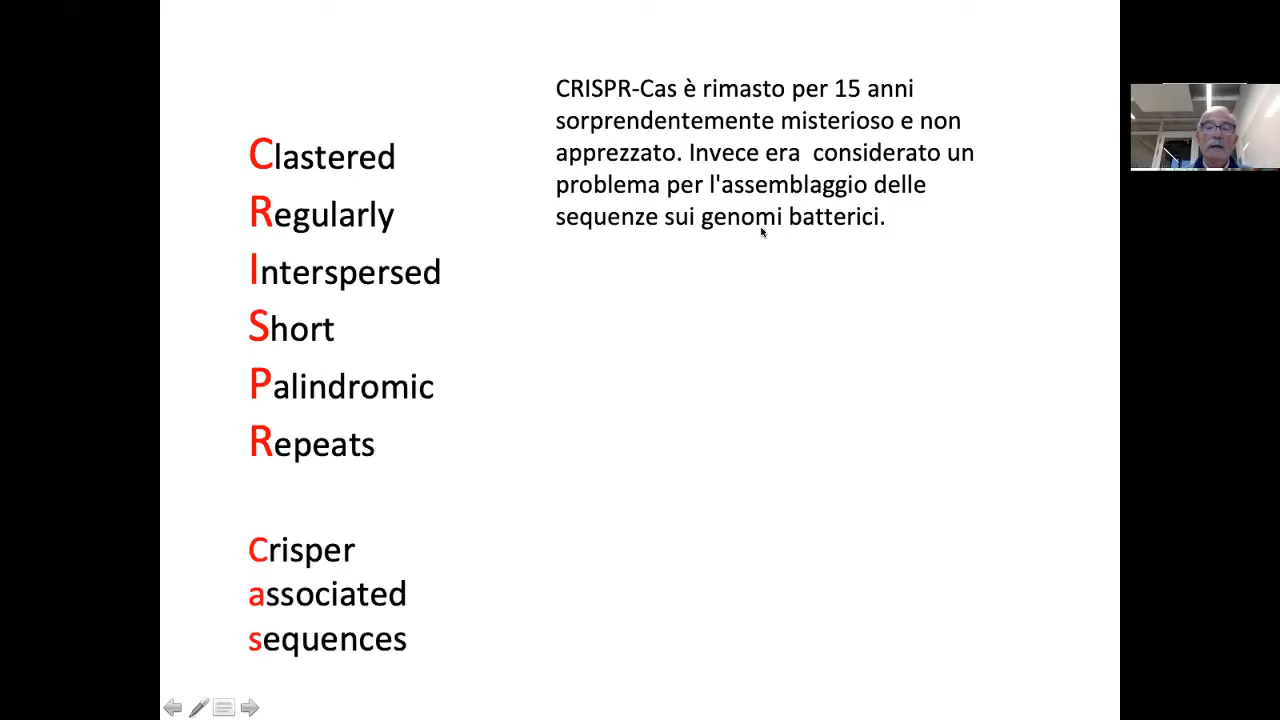 Clastered
Regularly
Interspersed
Short
Palindromic
Repeats
Crisper
associated
sequences
CRISPR-Cas è rimasto per 15 anni
sorprendentemente misterioso e non
apprezzato. Invece era considerato un
problema per l'assemblaggio delle
sequenze sui genomi batterici.